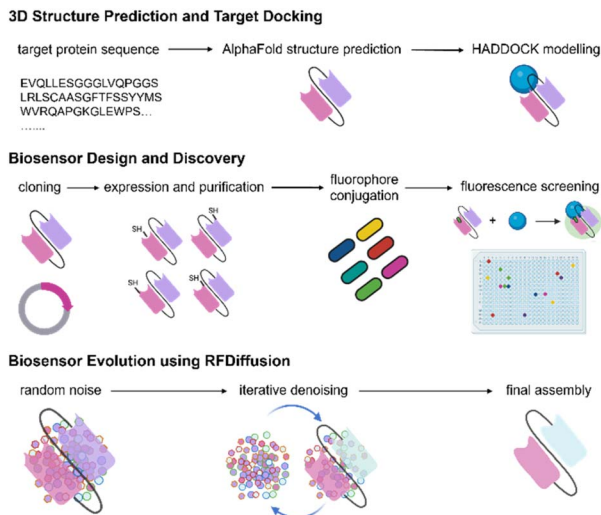 3D Structure Prediction and Target Docking
target protein sequence
AlphaFold structure prediction
HADDOCK modelling
EVQLLESGGGLVQPGGS
LRLSCAASGFTFSSYYMS
WVRQAPGKGLEWPS...
.......
Biosensor Design and Discovery
cloning
expression and purification
fluorophore
conjugation
fluorescence screening
SH
SH
SH
SH
+
Biosensor Evolution using RFDiffusion
random noise
iterative denoising
final assembly